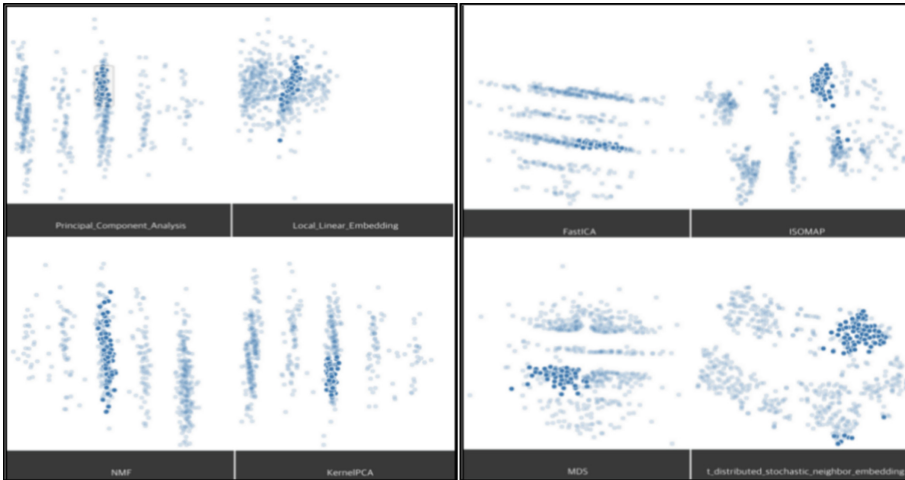 Principal_Component_Analysis
Local_Linear_Embedding
FastICA
ISOMAP
NMF
KernelPCA
MDS
t_distributed_stochastic_neighbor_embedding